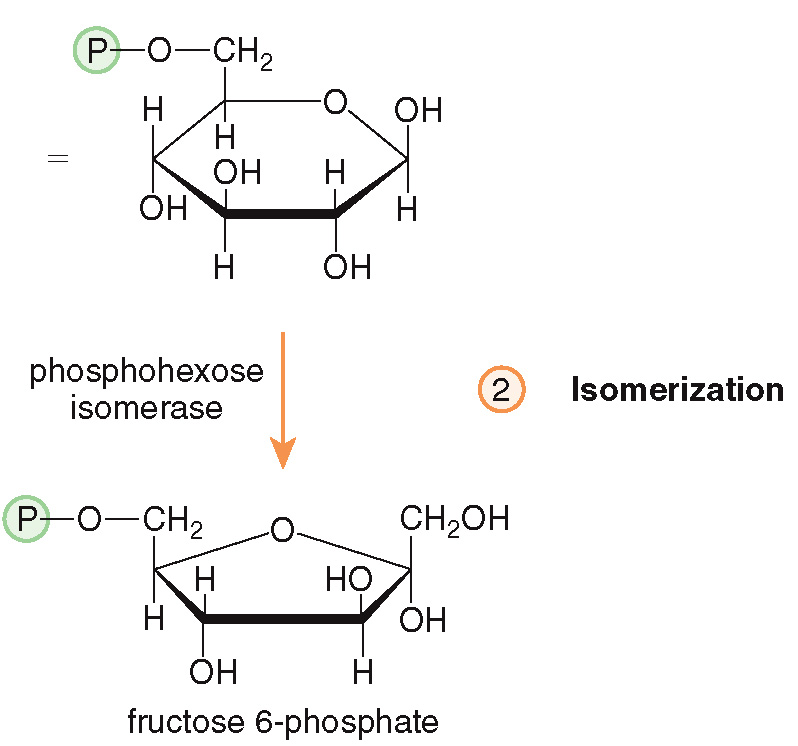 P—O—CH₂
H O OH
H
= OH H
OH H
H OH
phosphohexose
isomerase
2 Isomerization
P—O—CH₂ O CH₂OH
H HO
H OH
OH H
fructose 6-phosphate